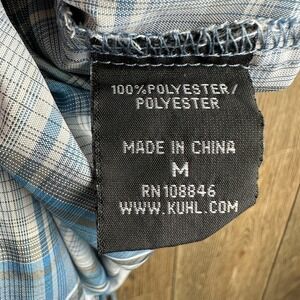 100%POLYESTER/
POLYESTER
MADE IN CHINA
M
RN108846
WWW.KUHL.COM